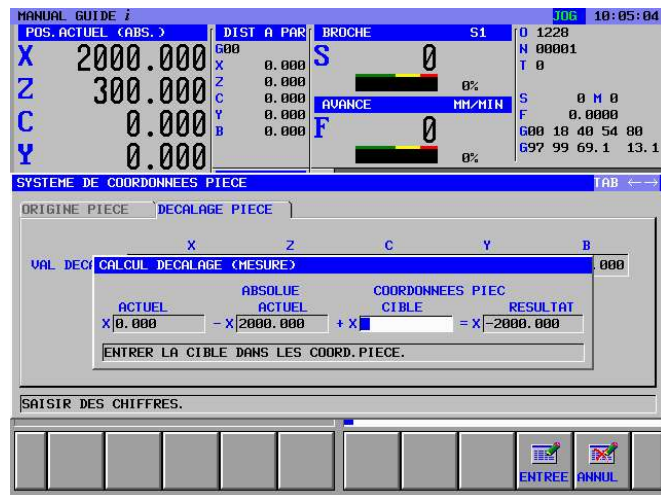 MANUAL GUIDE i JOG 10:05:04
POS.ACTUEL (ABS.) DIST A PAR BROCHE S1 O 1228
X 2000.000 G00 S 0 N 00001
X 0.000 T 0
Z 300.000 Z 0.000 0%
C 0.000 AVANCE MM/MIN S 0 M 0
C 0.000 Y 0.000 F 0 F 0.0000
B 0.000 G00 18 40 54 80
Y 0.000 0% G97 99 69.1 13.1
SYSTEME DE COORDONNEES PIECE TAB ←→
ORIGINE PIECE DECALAGE PIECE
X Z C Y B
VAL DECA .000
CALCUL DECALAGE (MESURE)
ABSOLUE COORDONNEES PIEC
ACTUEL ACTUEL CIBLE RESULTAT
X 0.000 - X 2000.000 + X = X -2000.000
ENTRER LA CIBLE DANS LES COORD.PIECE.
SAISIR DES CHIFFRES.
ENTREE ANNUL